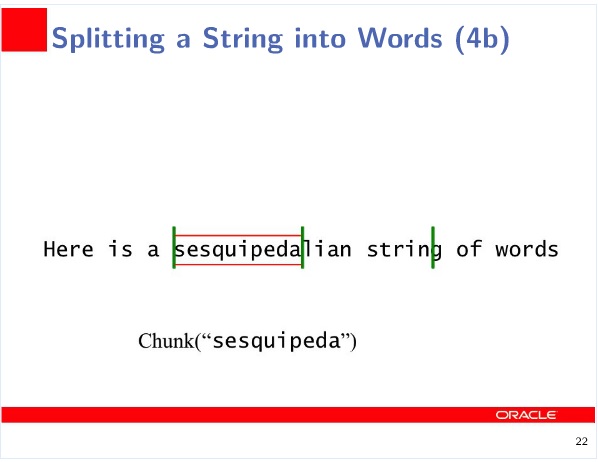 Splitting a String into Words (4b)
Here is a sesquipedalian string of words
Chunk(“sesquipeda”)
ORACLE
22